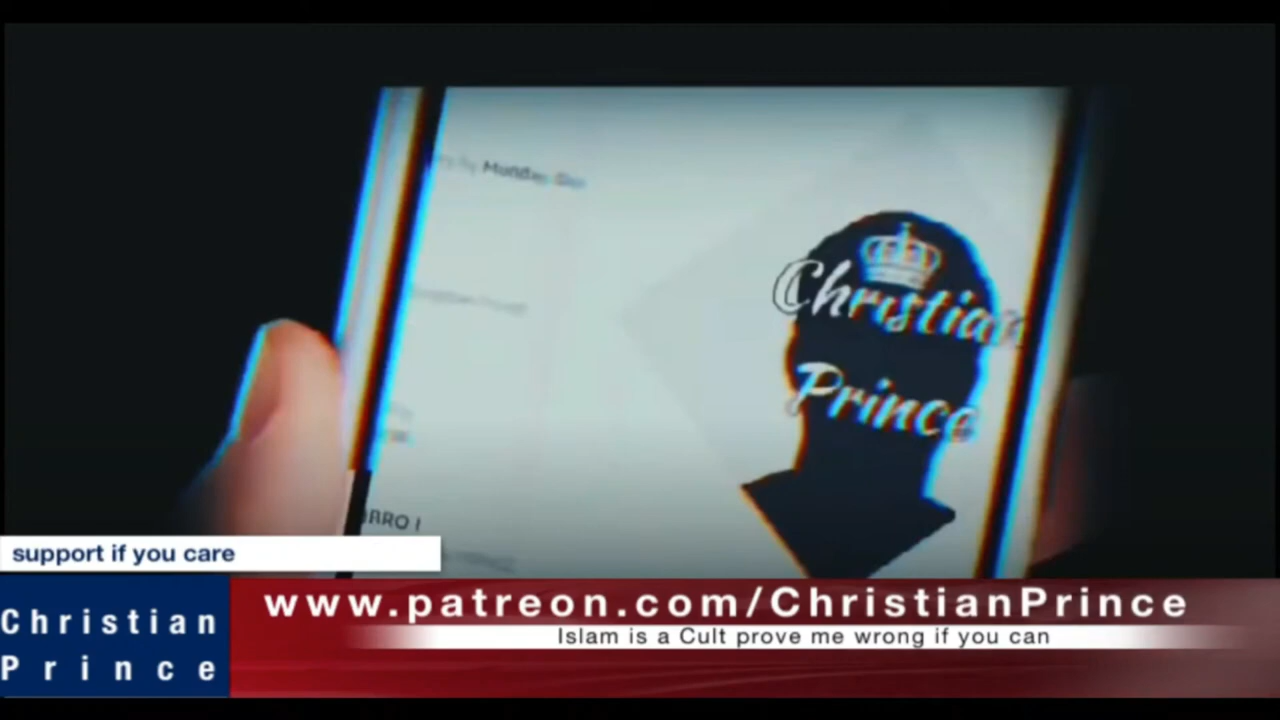 Christian
Prince
ARRO !
support if you care
Christian
Prince
www.patreon.com/ChristianPrince
Islam is a Cult prove me wrong if you can